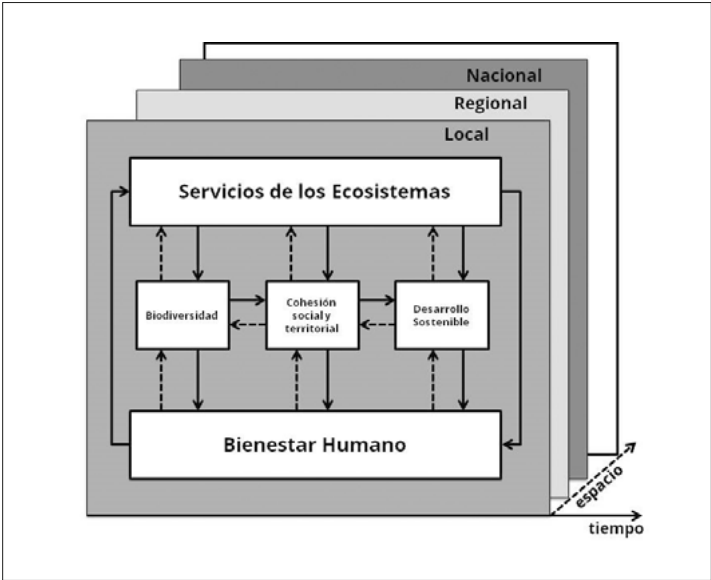 Nacional
Regional
Local
Servicios de los Ecosistemas
Biodiversidad
Cohesión
social y
territorial
Desarrollo
Sostenible
Bienestar Humano
espacio
tiempo